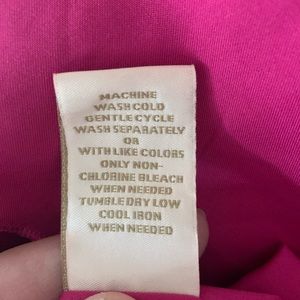 MACHINE
WASH COLD
GENTLE CYCLE
WASH SEPARATELY
OR
WITH LIKE COLORS
ONLY NON-
CHLORINE BLEACH
WHEN NEEDED
TUMBLE DRY LOW
COOL IRON
WHEN NEEDED